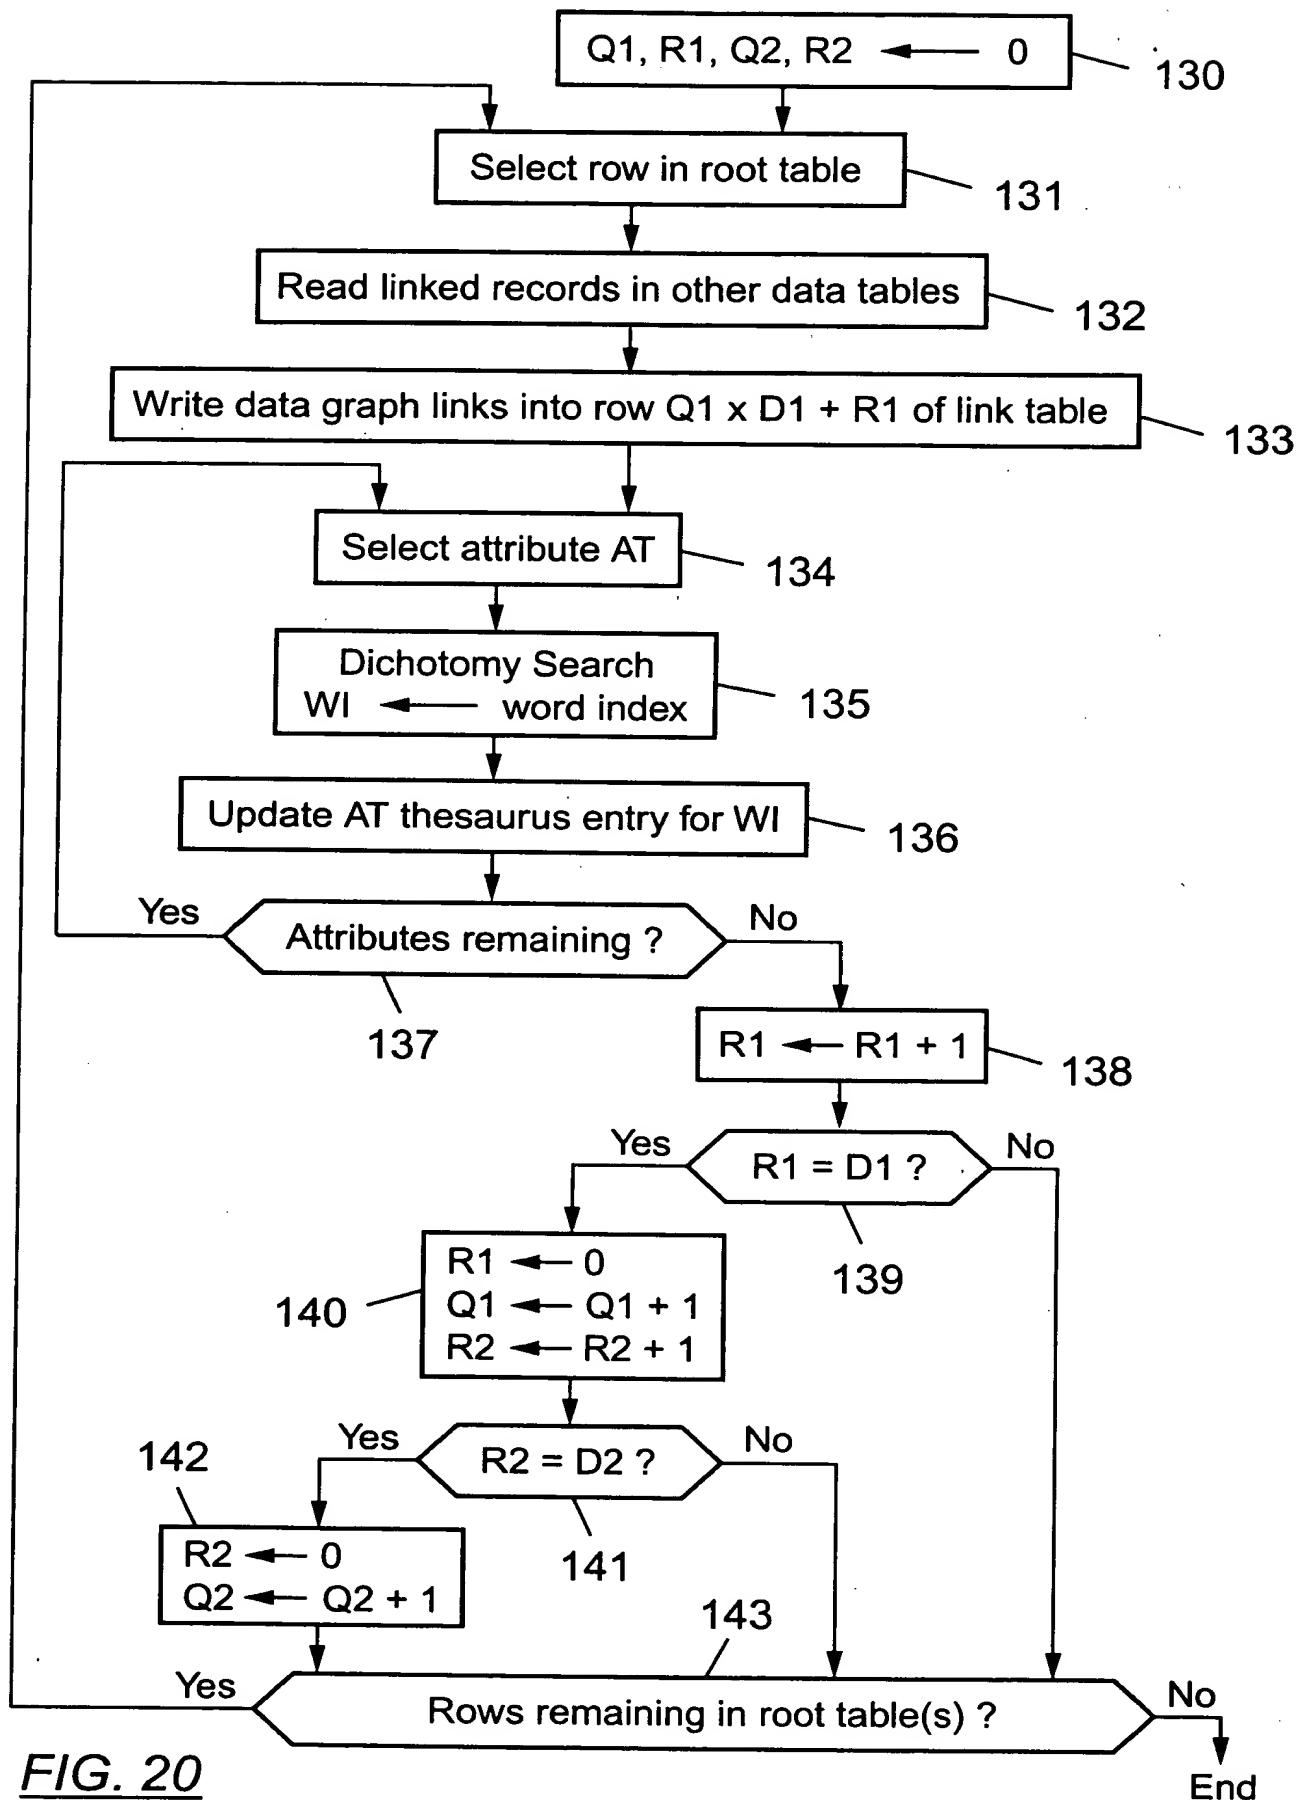 Q1, R1, Q2, R2 ← 0
130
Select row in root table
131
Read linked records in other data tables
132
Write data graph links into row Q1 x D1 + R1 of link table
133
Select attribute AT
134
Dichotomy Search
WI ← word index
135
Update AT thesaurus entry for WI
136
Yes
Attributes remaining ?
No
137
R1 ← R1 + 1
138
Yes
R1 = D1 ?
No
139
R1 ← 0
Q1 ← Q1 + 1
R2 ← R2 + 1
140
Yes
R2 = D2 ?
No
141
142
R2 ← 0
Q2 ← Q2 + 1
143
Yes
Rows remaining in root table(s) ?
No
End
FIG. 20